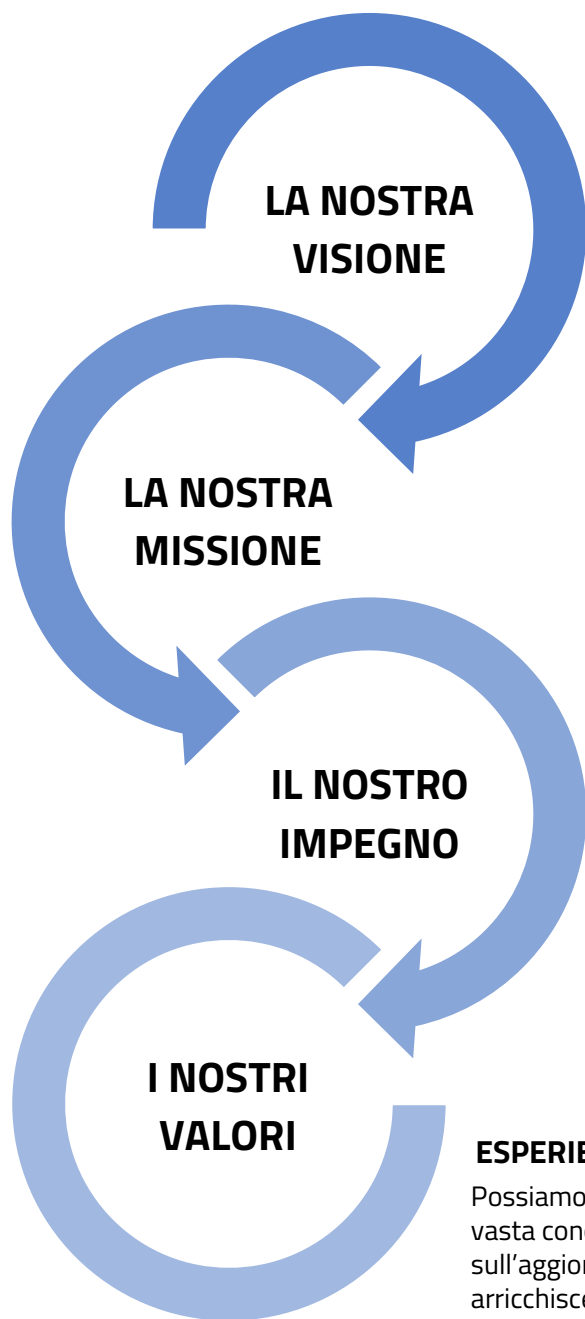 LA NOSTRA
VISIONE
LA NOSTRA
MISSIONE
IL NOSTRO
IMPEGNO
I NOSTRI
VALORI
Possiamo
vasta